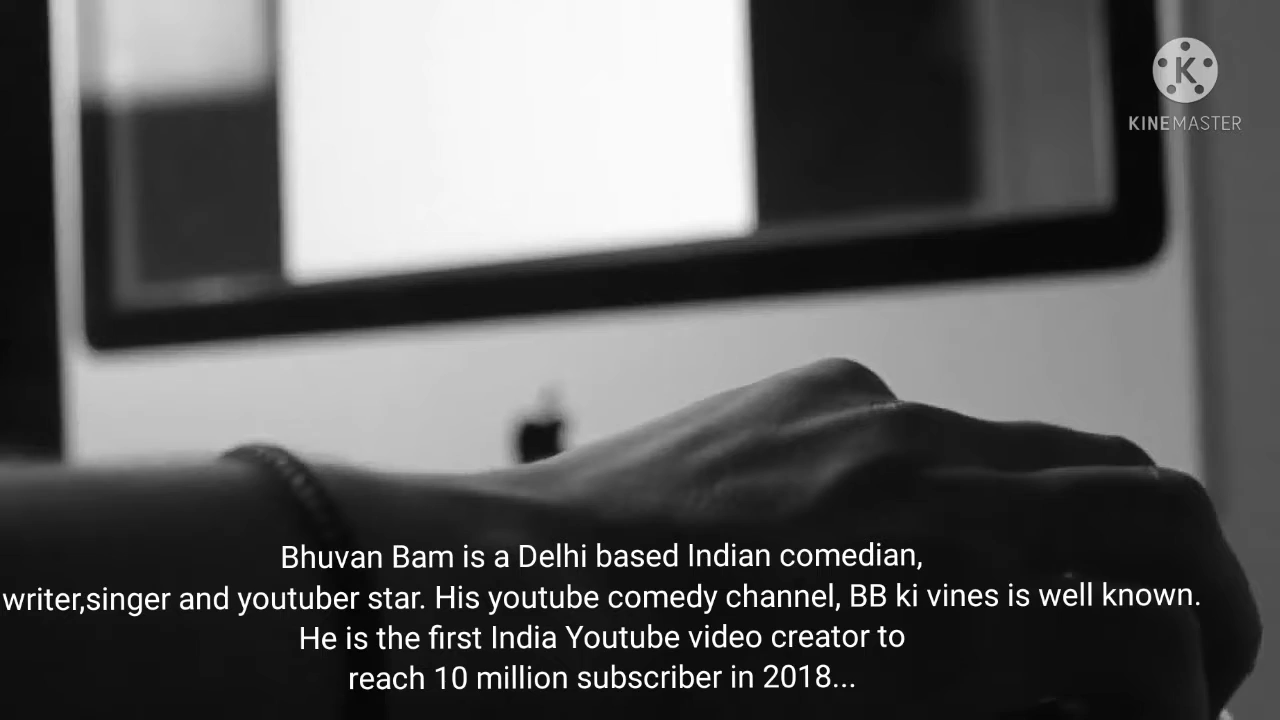 K
KINEMASTER
Bhuvan Bam is a Delhi based Indian comedian,
writer,singer and youtuber star. His youtube comedy channel, BB ki vines is well known.
He is the first India Youtube video creator to
reach 10 million subscriber in 2018...